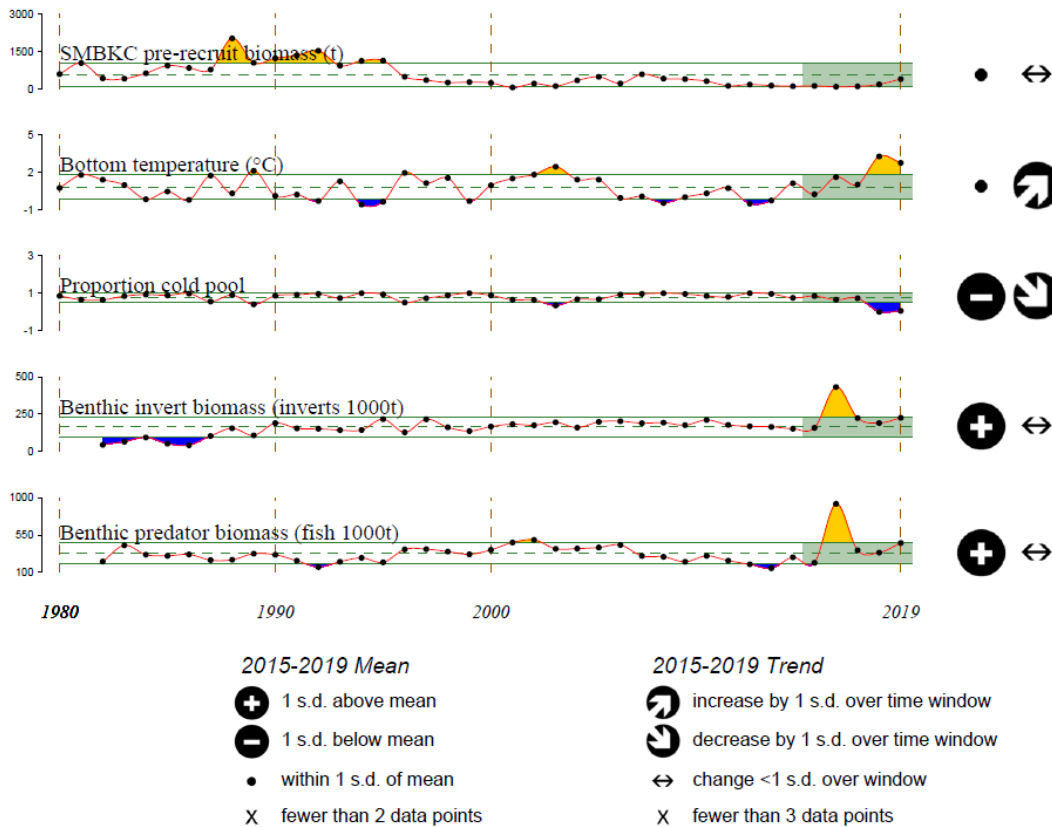 3000
1500
0
SMBKC pre-recruit biomass (t)
5
2
-1
Bottom temperature (°C)
3
1
-1
Proportion cold pool
500
250
0
Benthic invert biomass (inverts 1000t)
1000
550
100
Benthic predator biomass (fish 1000t)
1980 1990 2000 2019
2015-2019 Mean
1 s.d. above mean
1 s.d. below mean
within 1 s.d. of mean
x fewer than 2 data points
2015-2019 Trend
increase by 1 s.d. over time window
decrease by 1 s.d. over time window
change <1 s.d. over window
x fewer than 3 data points